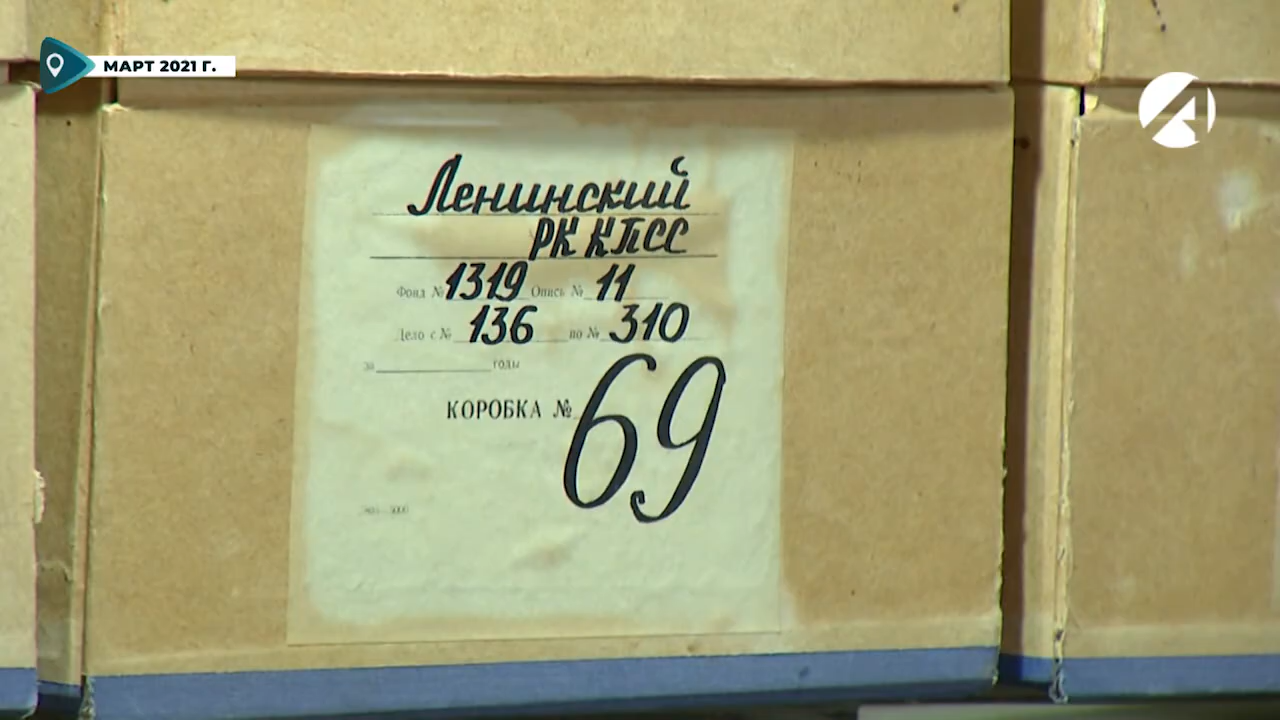 МАРТ 2021 Г.
Ленинский
РК КПСС
Фонд № 1319 Опись № 11
Дело с № 136 по № 310
за годы
КОРОБКА № 69